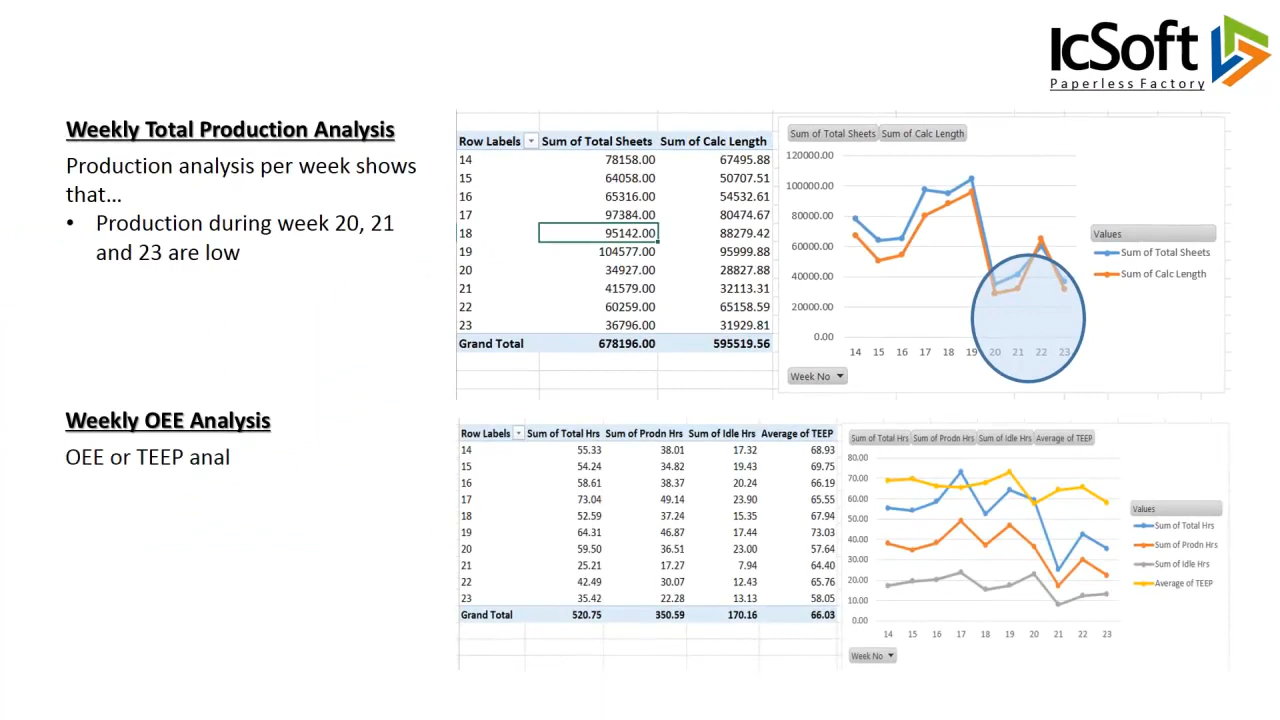 IcSoft
Paperless Factory
Weekly Total Production Analysis
Production analysis per week shows
that...
• Production during week 20, 21
and 23 are low
Row Labels Sum of Total Sheets Sum of Calc Length
14 78158.00 67495.88
15 64058.00 50707.51
16 65316.00 54532.61
17 97384.00 80474.67
18 95142.00 88279.42
19 104577.00 95999.88
20 34927.00 28827.88
21 41579.00 32113.31
22 60259.00 65158.59
23 36796.00 31929.81
Grand Total 678196.00 595519.56
Sum of Total Sheets Sum of Calc Length
120000.00
100000.00
80000.00
60000.00
40000.00
20000.00
0.00
14 15 16 17 18 19 20 21 22 23
Values
Sum of Total Sheets
Sum of Calc Length
Week No
Weekly OEE Analysis
OEE or TEEP anal
Row Labels Sum of Total Hrs Sum of Prodn Hrs Sum of Idle Hrs Average of TEEP
14 55.33 38.01 17.32 68.93
15 54.24 34.82 19.43 69.75
16 58.61 38.37 20.24 66.19
17 73.04 49.14 23.90 65.55
18 52.59 37.24 15.35 67.94
19 64.31 46.87 17.44 73.03
20 59.50 36.51 23.00 57.64
21 25.21 17.27 7.94 64.40
22 42.49 30.07 12.43 65.76
23 35.42 22.28 13.13 58.05
Grand Total 520.75 350.59 170.16 66.03
Sum of Total Hrs Sum of Prodn Hrs Sum of Idle Hrs Average of TEEP
80.00
70.00
60.00
50.00
40.00
30.00
20.00
10.00
0.00
14 15 16 17 18 19 20 21 22 23
Values
Sum of Total Hrs
Sum of Prodn Hrs
Sum of Idle Hrs
Average of TEEP
Week No